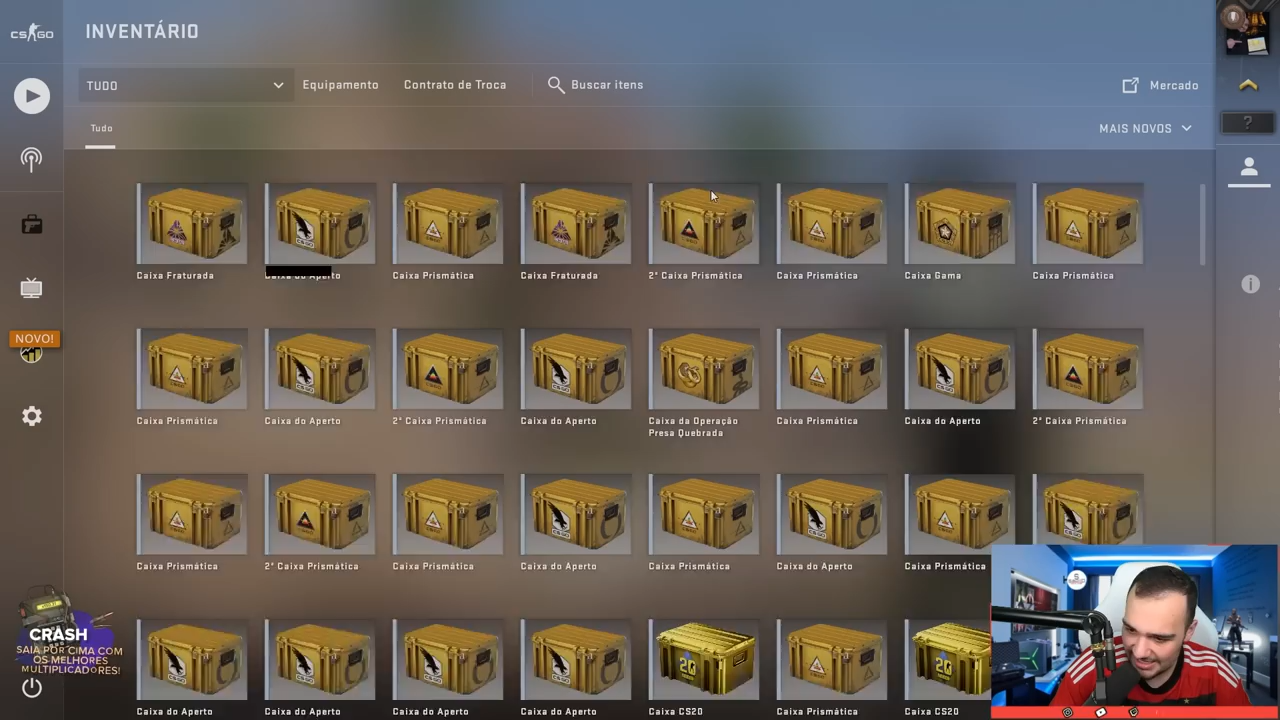 CS GO
INVENTÁRIO
TUDO
Equipamento
Contrato de Troca
Buscar itens
Mercado
?
Tudo
MAIS NOVOS
Caixa Fraturada
Caixa do Aperto
Caixa Prismática
Caixa Fraturada
2ª Caixa Prismática
Caixa Prismática
Caixa Gama
Caixa Prismática
NOVO!
Caixa Prismática
Caixa do Aperto
2ª Caixa Prismática
Caixa do Aperto
Caixa da Operação
Presa Quebrada
Caixa Prismática
Caixa do Aperto
2ª Caixa Prismática
Caixa Prismática
2ª Caixa Prismática
Caixa Prismática
Caixa do Aperto
Caixa Prismática
Caixa do Aperto
Caixa Prismática
CRASH
SAIA POR CIMA COM
OS MELHORES
MULTIPLICADORES!
Caixa do Aperto
Caixa do Aperto
Caixa do Aperto
Caixa do Aperto
Caixa CS20
Caixa Prismática
Caixa CS20